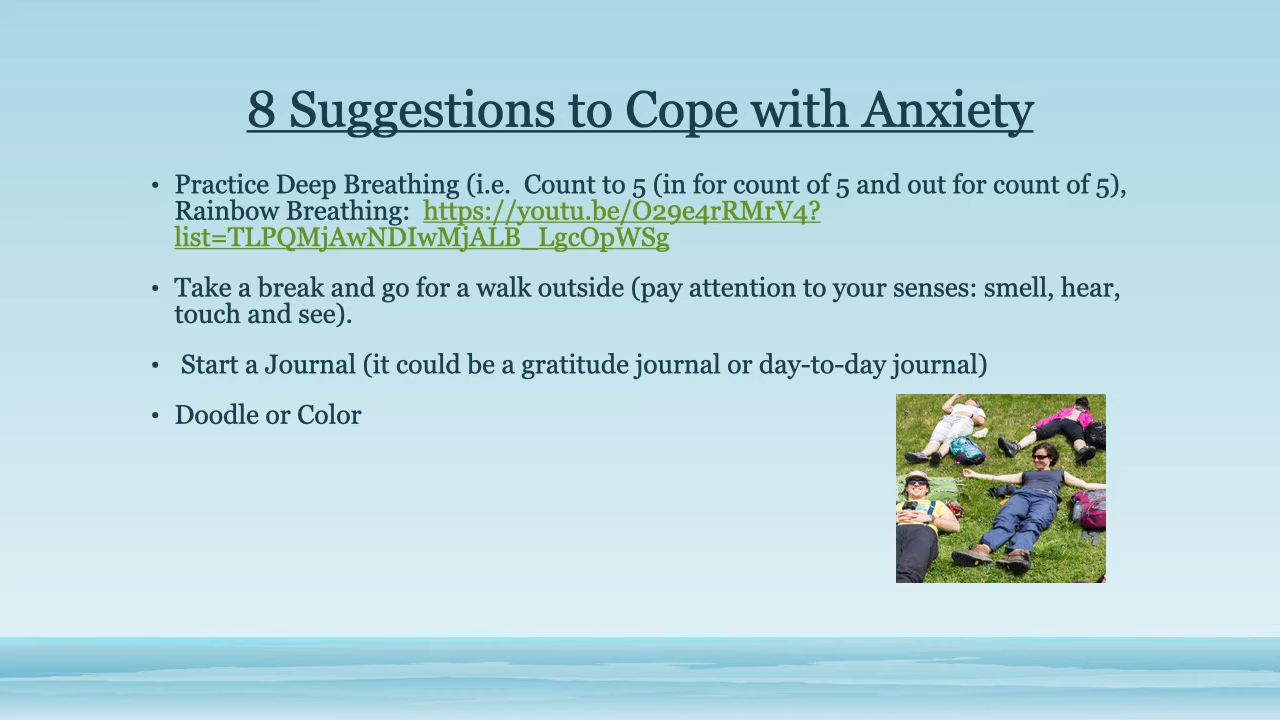 8 Suggestions to Cope with Anxiety
• Practice Deep Breathing (i.e.  Count to 5 (in for count of 5 and out for count of 5),
Rainbow Breathing:  https://youtu.be/O29e4rRMrV4?
list=TLPQMjAwNDIwMjALB_LgcOpWSg
• Take a break and go for a walk outside (pay attention to your senses: smell, hear,
touch and see).
• Start a Journal (it could be a gratitude journal or day-to-day journal)
• Doodle or Color